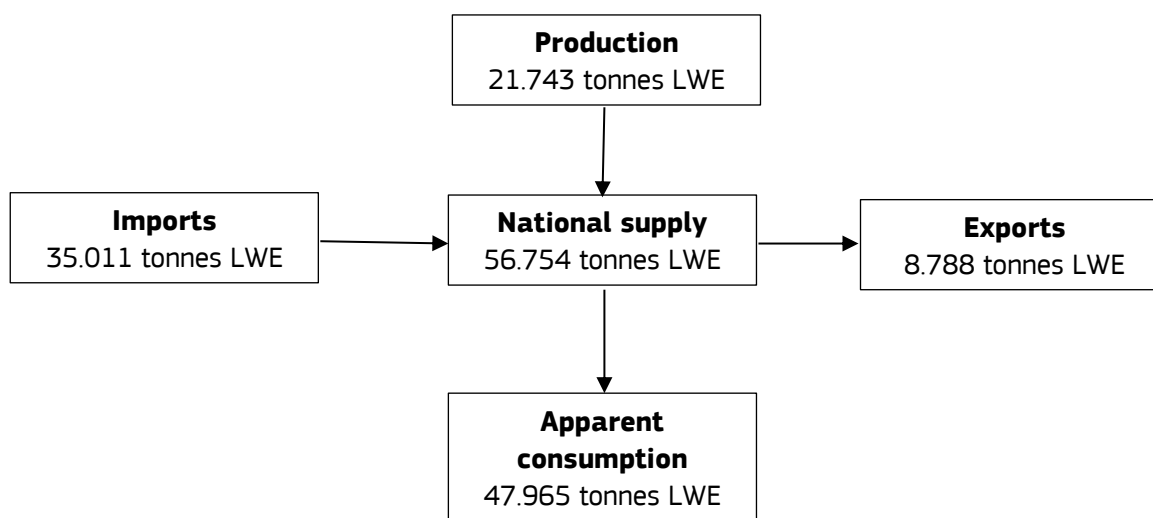 Production
21.743 tonnes LWE
Imports
35.011 tonnes LWE
National supply
56.754 tonnes LWE
Exports
8.788 tonnes LWE
Apparent
consumption
47.965 tonnes LWE